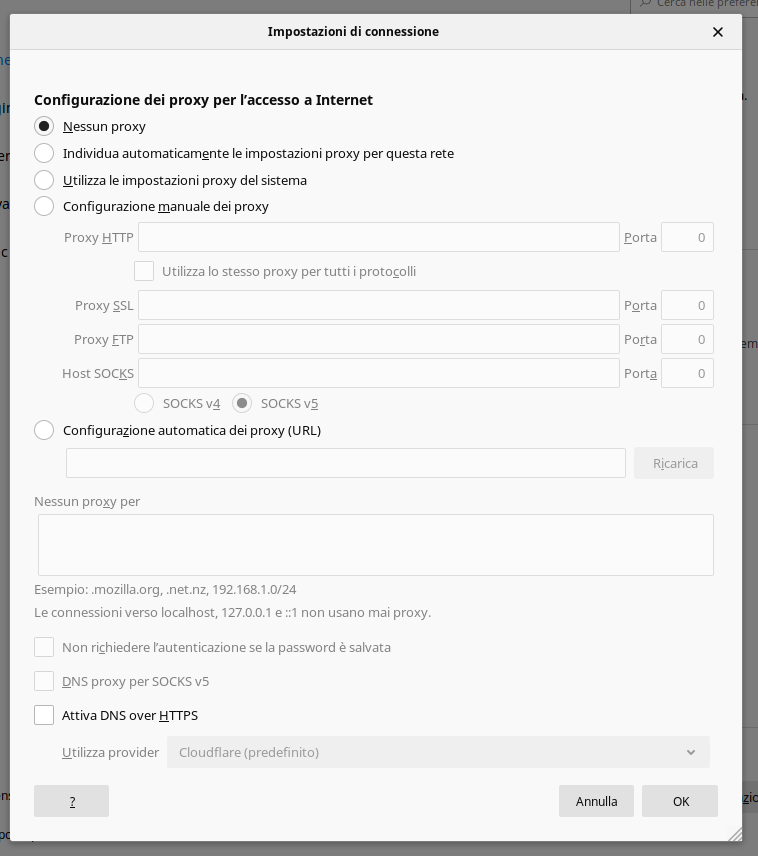 Cerca nelle prefere
Impostazioni di connessione
Configurazione dei proxy per l’accesso a Internet
Nessun proxy
Individua automaticamente le impostazioni proxy per questa rete
Utilizza le impostazioni proxy del sistema
Configurazione manuale dei proxy
Proxy HTTP Porta 0
Utilizza lo stesso proxy per tutti i protocolli
Proxy SSL Porta 0
Proxy FTP Porta 0
Host SOCKS Porta 0
SOCKS v4 SOCKS v5
Configurazione automatica dei proxy (URL)
Ricarica
Nessun proxy per
Esempio: .mozilla.org, .net.nz, 192.168.1.0/24
Le connessioni verso localhost, 127.0.0.1 e ::1 non usano mai proxy.
Non richiedere l’autenticazione se la password è salvata
DNS proxy per SOCKS v5
Attiva DNS over HTTPS
Utilizza provider Cloudflare (predefinito)
? Annulla OK